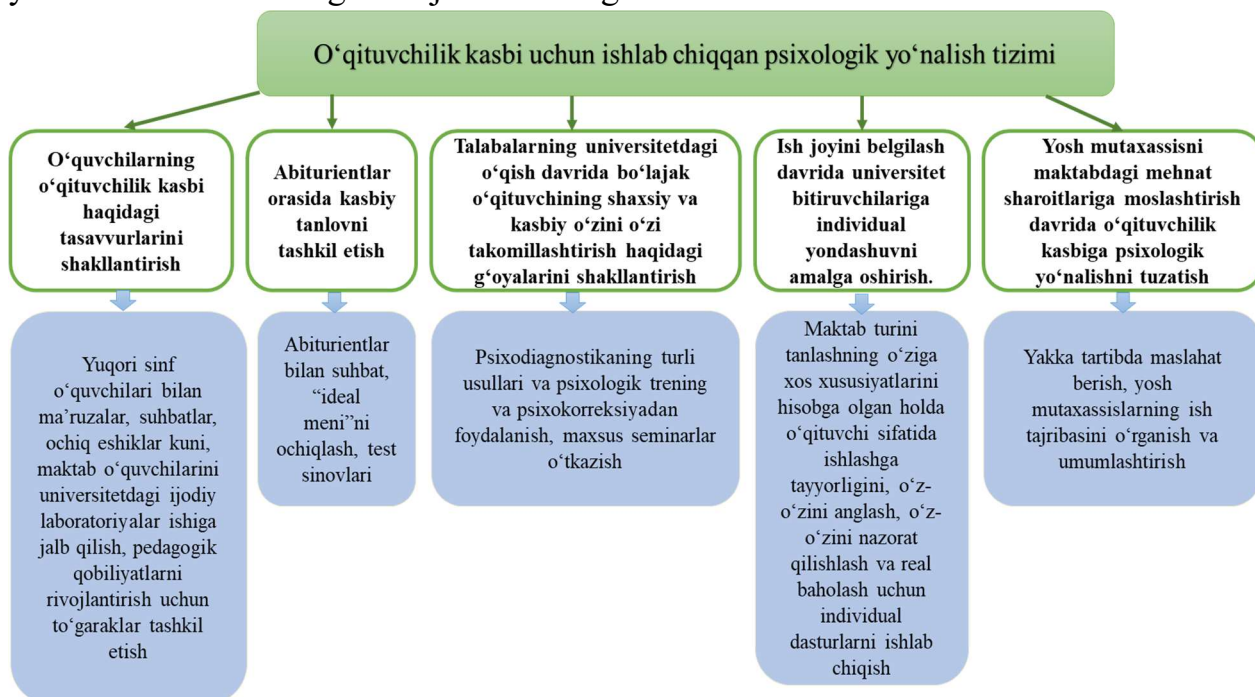 O‘qituvchilik kasbi uchun ishlab chiqqan psixologik yo‘nalish tizimi
O‘quvchilarning
o‘qituvchilik kasbi
haqidagi
tasavvurlarini
shakllantirish
Abiturientlar
orasida kasbiy
tanlovni
tashkil etish
Talabalarning universitetdagi
o‘qish davrida bo‘lajak
o‘qituvchining shaxsiy va
kasbiy o‘zini o‘zi
takomillashtirish haqidagi
g‘oyalarini shakllantirish
Ish joyini belgilash
davrida universitet
bitiruvchilariga
individual
yondashuvni
amalga oshirish.
Yosh mutaxassisni
maktabdagi mehnat
sharoitlariga moslashtirish
davrida o‘qituvchilik
kasbiga psixologik
yo‘nalishni tuzatish
Yuqori sinf
o‘quvchilari bilan
ma’ruzalar, suhbatlar,
ochiq eshiklar kuni,
maktab o‘quvchilarini
universitetdagi ijodiy
laboratoriyalar ishiga
jalb qilish, pedagogik
qobiliyatlarni
rivojlantirish uchun
to‘garaklar tashkil
etish
Abiturientlar
bilan suhbat,
“ideal
meni”ni
ochiqlash, test
sinovlari
Psixodiagnostikaning turli
usullari va psixologik trening
va psixokorreksiyadan
foydalanish, maxsus seminarlar
o‘tkazish
Maktab turini
tanlashning o‘ziga
xos xususiyatlarini
hisobga olgan holda
o‘qituvchi sifatida
ishlashga
tayyorligini, o‘z-
o‘zini anglash, o‘z-
o‘zini nazorat
qilishlash va real
baholash uchun
individual
dasturlarni ishlab
chiqish
Yakka tartibda maslahat
berish, yosh
mutaxassislarning ish
tajribasini o‘rganish va
umumlashtirish